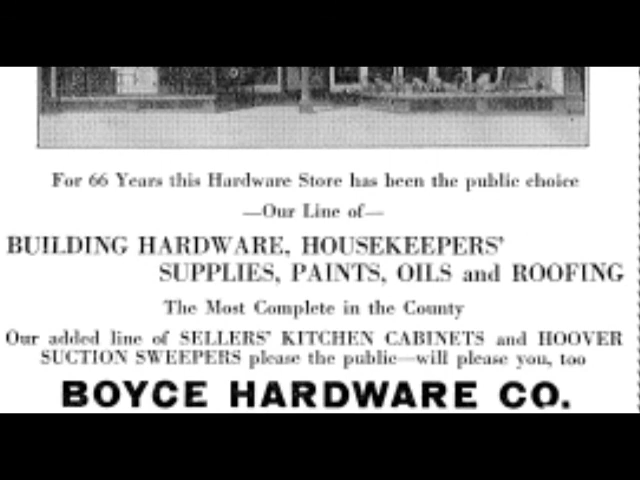 For 66 Years this Hardware Store has been the public choice
—Our Line of—
BUILDING HARDWARE, HOUSEKEEPERS'
SUPPLIES, PAINTS, OILS and ROOFING
The Most Complete in the County
Our added line of SELLERS' KITCHEN CABINETS and HOOVER
SUCTION SWEEPERS please the public—will please you, too
BOYCE HARDWARE CO.